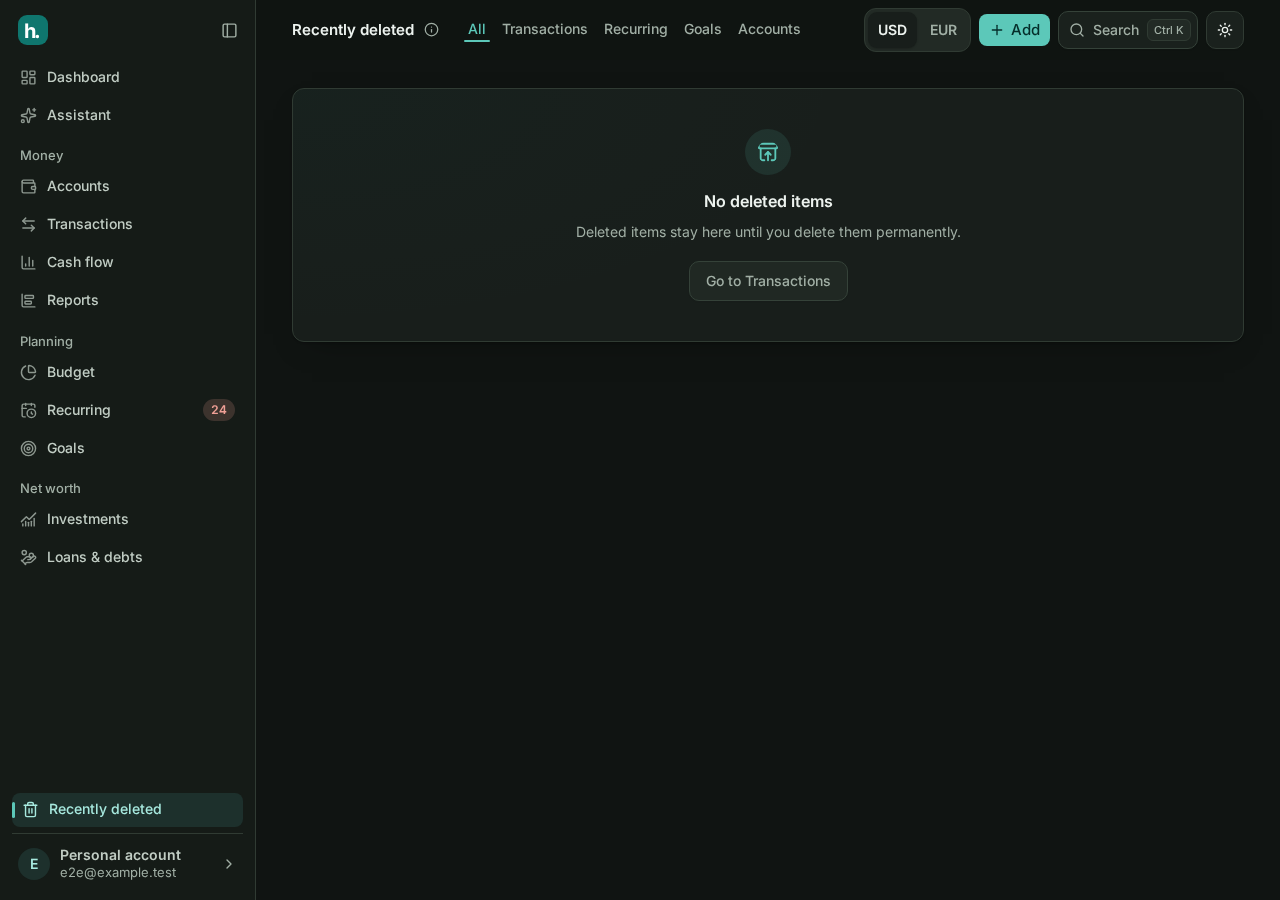 h.
Dashboard
Assistant
Money
Accounts
Transactions
Cash flow
Reports
Planning
Budget
Recurring 24
Goals
Net worth
Investments
Loans & debts
Recently deleted
E
Personal account
e2e@example.test
Recently deleted All Transactions Recurring Goals Accounts USD EUR Add Search Ctrl K
No deleted items
Deleted items stay here until you delete them permanently.
Go to Transactions